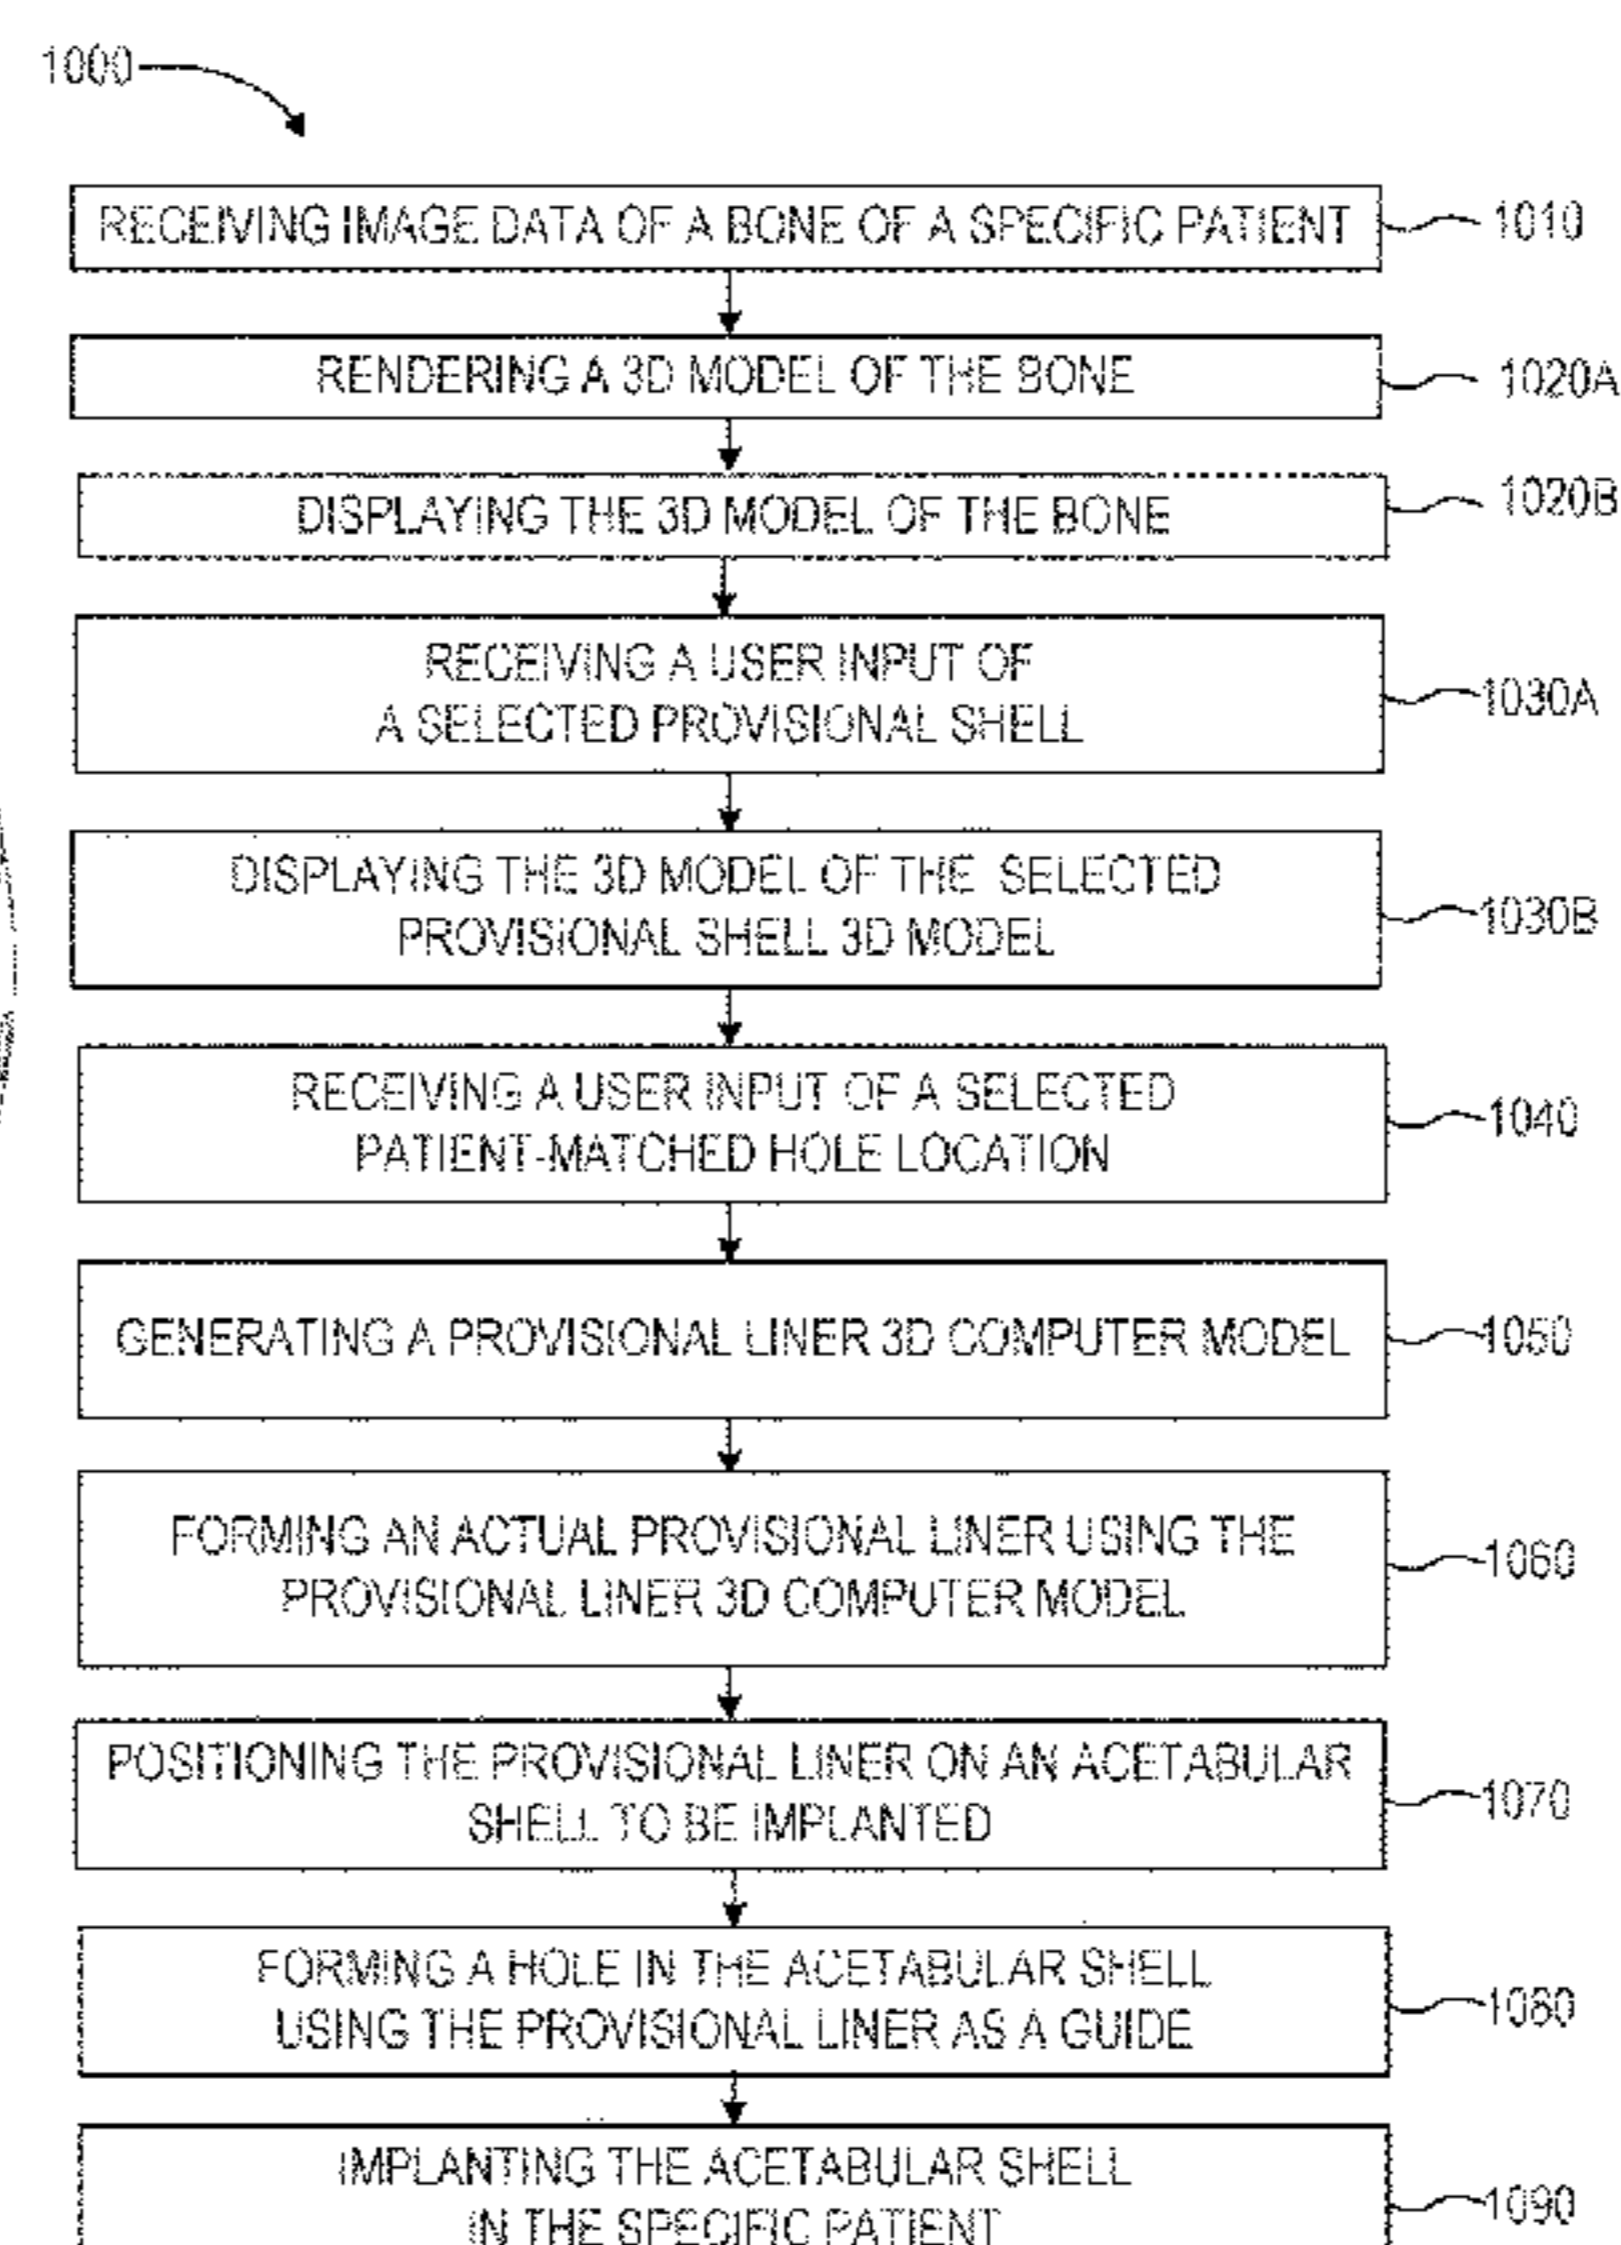 1000
RECEIVING IMAGE DATA OF A BONE OF A SPECIFIC PATIENT
1010
RENDERING A 3D MODEL OF THE BONE
1020A
DISPLAYING THE 3D MODEL OF THE BONE
1020B
RECEIVING A USER INPUT OF
A SELECTED PROVISIONAL SHELL
1030A
DISPLAYING THE 3D MODEL OF THE SELECTED
PROVISIONAL SHELL 3D MODEL
1030B
RECEIVING A USER INPUT OF A SELECTED
PATIENT-MATCHED HOLE LOCATION
1040
GENERATING A PROVISIONAL LINER 3D COMPUTER MODEL
1050
FORMING AN ACTUAL PROVISIONAL LINER USING THE
PROVISIONAL LINER 3D COMPUTER MODEL
1060
POSITIONING THE PROVISIONAL LINER ON AN ACETABULAR
SHELL TO BE IMPLANTED
1070
FORMING A HOLE IN THE ACETABULAR SHELL
USING THE PROVISIONAL LINER AS A GUIDE
1080
IMPLANTING THE ACETABULAR SHELL
IN THE SPECIFIC PATIENT
1090